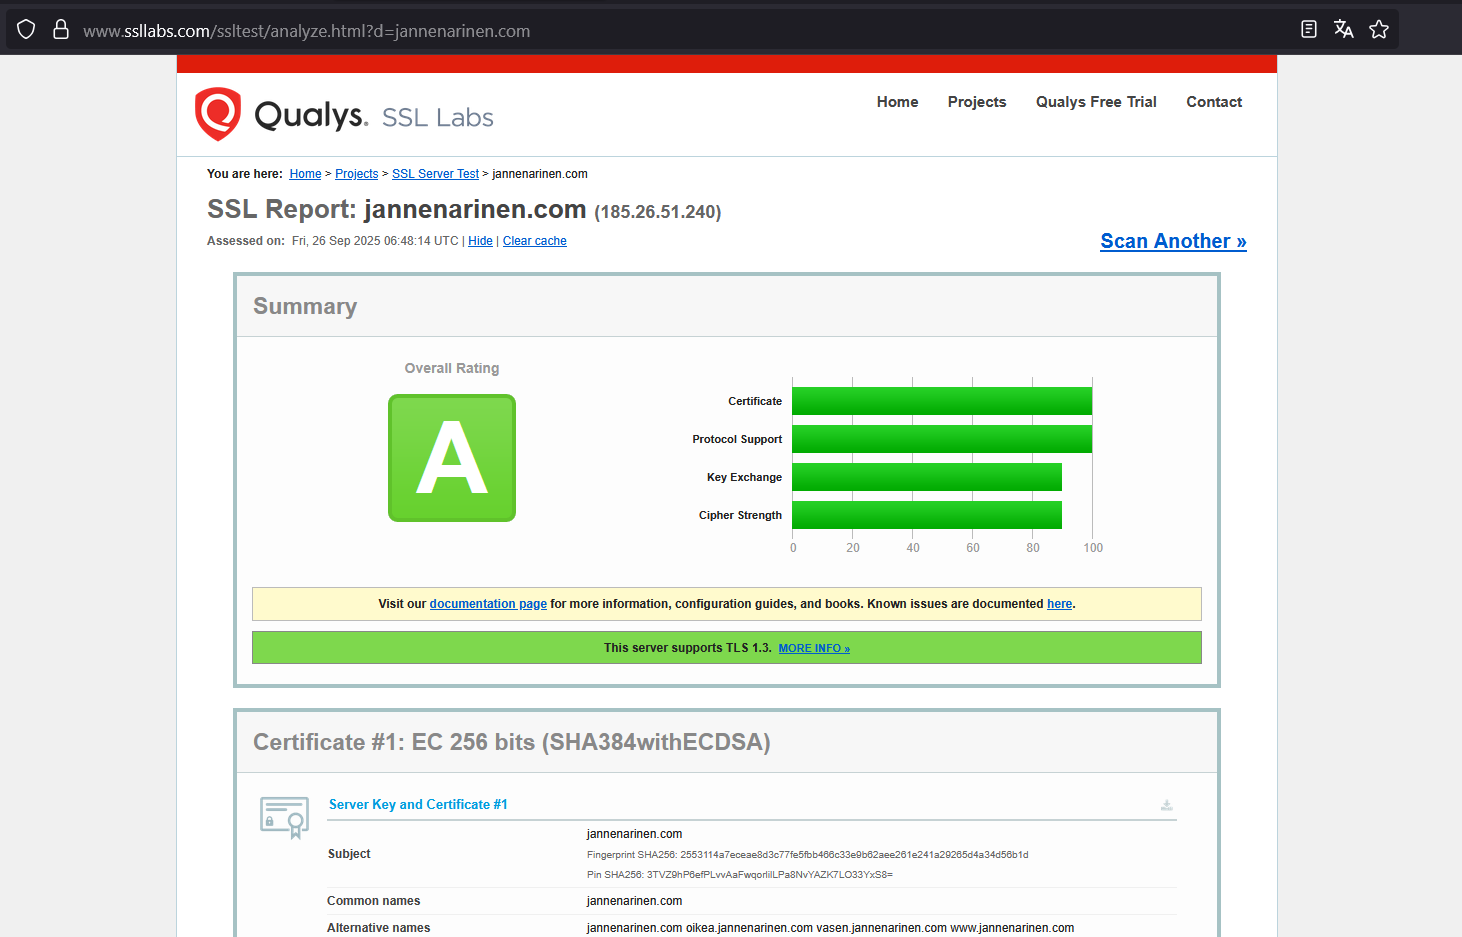 www.ssllabs.com/ssltest/analyze.html?d=jannenarinen.com
Qualys. SSL Labs
Home Projects Qualys Free Trial Contact
You are here: Home > Projects > SSL Server Test > jannenarinen.com
SSL Report: jannenarinen.com (185.26.51.240)
Assessed on: Fri, 26 Sep 2025 06:48:14 UTC | Hide | Clear cache
Scan Another »
Summary
Overall Rating
A
Certificate
Protocol Support
Key Exchange
Cipher Strength
0 20 40 60 80 100
Visit our documentation page for more information, configuration guides, and books. Known issues are documented here.
This server supports TLS 1.3. MORE INFO »
Certificate #1: EC 256 bits (SHA384withECDSA)
Server Key and Certificate #1
Subject
jannenarinen.com
Fingerprint SHA256: 2553114a7eceae8d3c77fe5fbb466c33e9b62aee261e241a29265d4a34d56b1d
Pin SHA256:
Common names jannenarinen.com
Alternative names jannenarinen.com oikea.jannenarinen.com vasen.jannenarinen.com www.jannenarinen.com